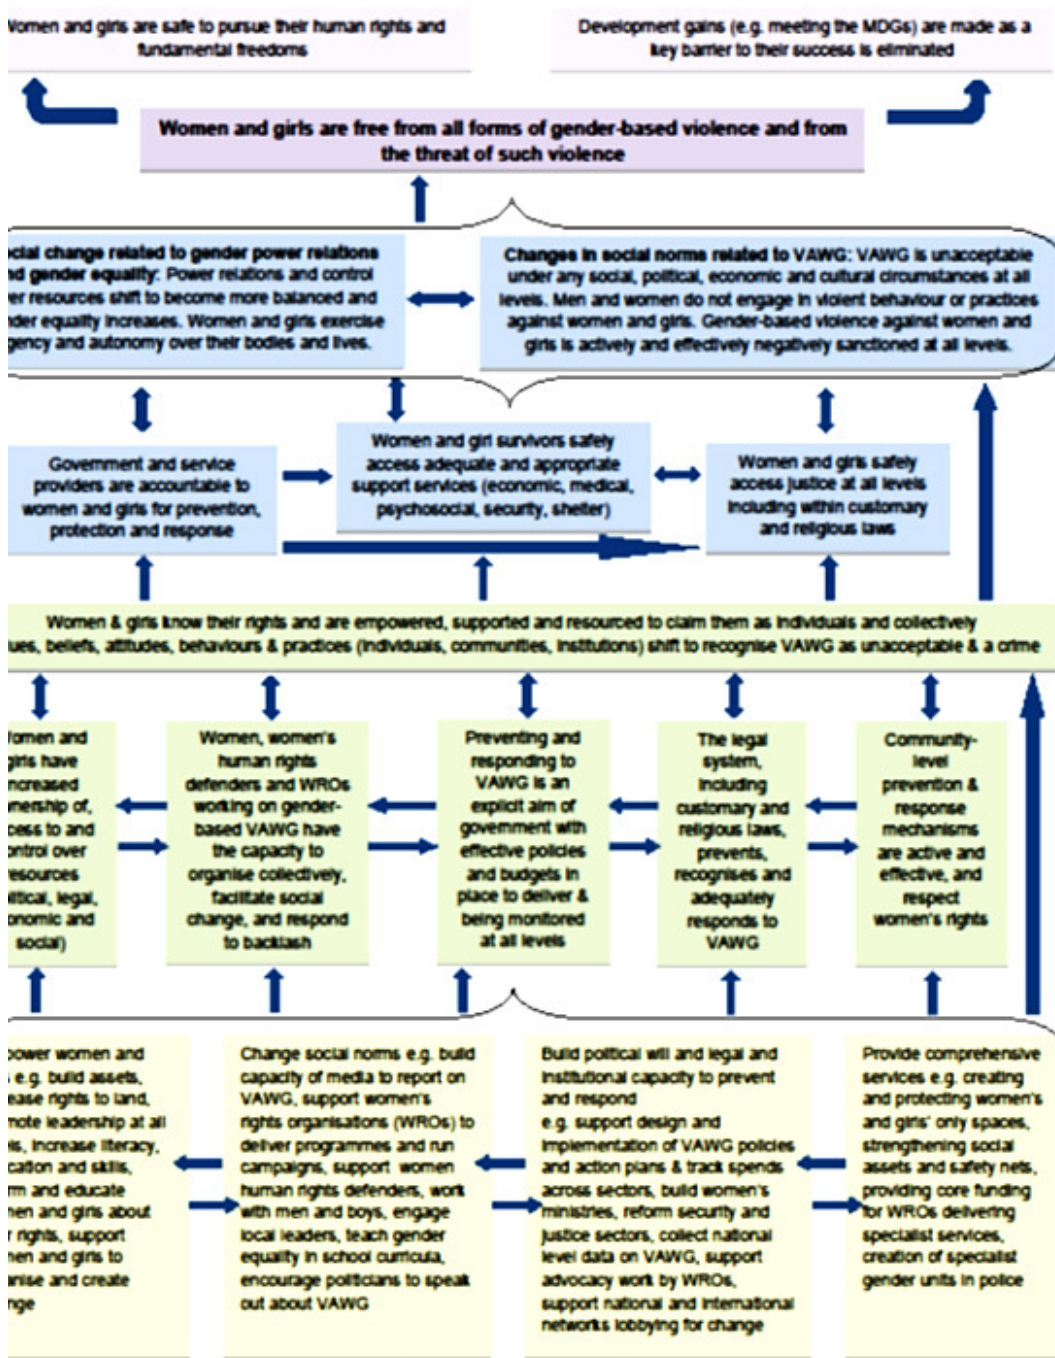 Women and girls are safe to pursue their human rights and
fundamental freedoms
Development gains (e.g. meeting the MDGs) are made as a
key barrier to their success is eliminated
Women and girls are free from all forms of gender-based violence and from
the threat of such violence
change related to gender power relations
gender equality: Power relations and control
resources shift to become more balanced and
equality increases. Women and girls exercise
and autonomy over their bodies and lives.
Changes in social norms related to VAWG: VAWG is unacceptable
under any social, political, economic and cultural circumstances at all
levels. Men and women do not engage in violent behaviour or practices
against women and girls. Gender-based violence against women and
girls is actively and effectively negatively sanctioned at all levels.
Government and service
providers are accountable to
women and girls for prevention,
protection and response
Women and girl survivors safely
access adequate and appropriate
support services (economic, medical,
psychosocial, security, shelter)
Women and girls safely
access justice at all levels
including within customary
and religious laws
Women & girls know their rights and are empowered, supported and resourced to claim them as individuals and collectively
ues, beliefs, attitudes, behaviours & practices (individuals, communities, institutions) shift to recognise VAWG as unacceptable & a crime
and
have
of,
to and
over
legal,
and
social)
Women, women's
human rights
defenders and WROs
working on gender-
based VAWG have
the capacity to
organise collectively,
facilitate social
change, and respond
to backlash
Preventing and
responding to
VAWG is an
explicit aim of
government with
effective policies
and budgets in
place to deliver &
being monitored
at all levels
The legal
system,
including
customary and
religious laws,
prevents,
recognises and
adequately
responds to
VAWG
Community-
level
prevention &
response
mechanisms
are active and
effective, and
respect
women's rights
power women and
e.g. build assets,
ease rights to land,
mote leadership at all
ls, increase literacy,
cation and skills,
rm and educate
men and girls about
r rights, support
men and girls to
anise and create
nge
Change social norms e.g. build
capacity of media to report on
VAWG, support women's
rights organisations (WROs) to
deliver programmes and run
campaigns, support women
human rights defenders, work
with men and boys, engage
local leaders, teach gender
equality in school curricula,
encourage politicians to speak
out about VAWG
Build political will and legal and
institutional capacity to prevent
and respond
e.g. support design and
implementation of VAWG policies
and action plans & track spends
across sectors, build women's
ministries, reform security and
justice sectors, collect national
level data on VAWG, support
advocacy work by WROs,
support national and international
networks lobbying for change
Provide comprehensive
services e.g. creating
and protecting women's
and girls' only spaces,
strengthening social
assets and safety nets,
providing core funding
for WROs delivering
specialist services,
creation of specialist
gender units in police